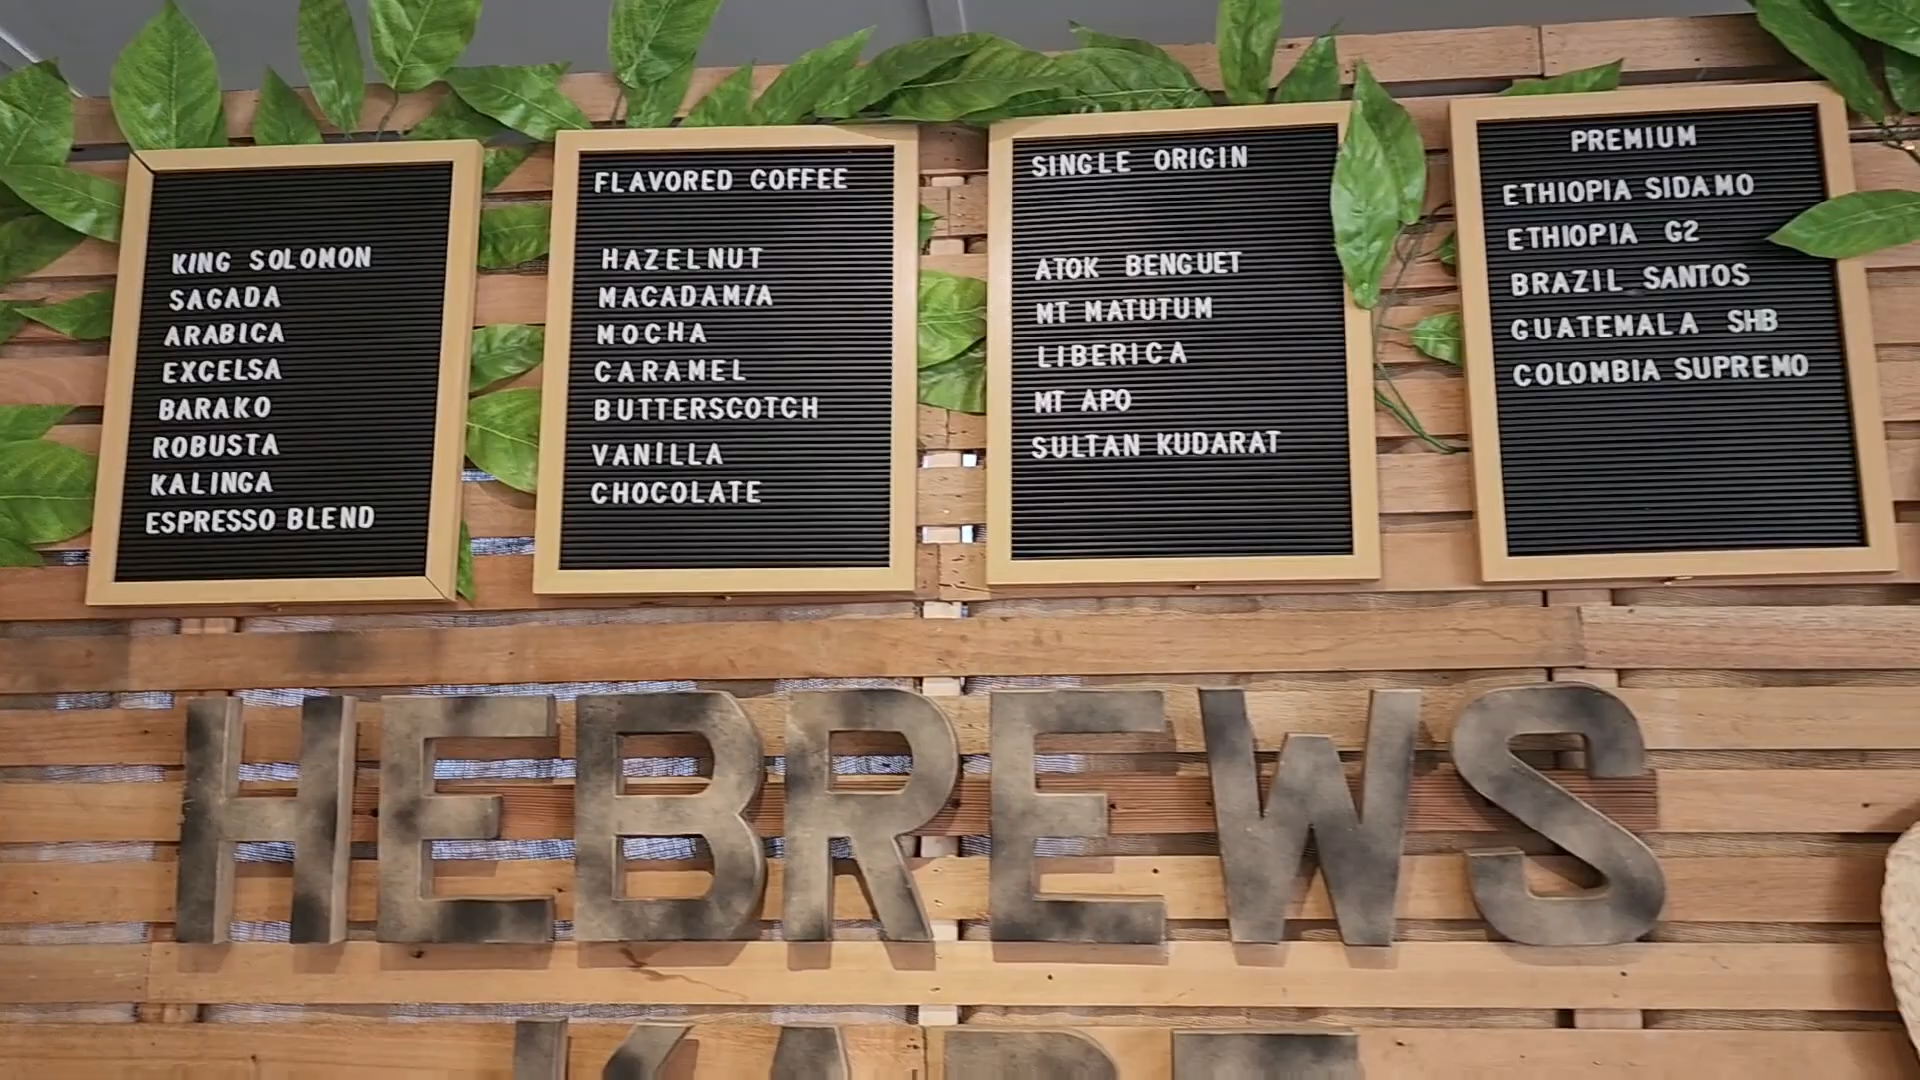 KING SOLOMON
SAGADA
ARABICA
EXCELSA
BARAKO
ROBUSTA
KALINGA
ESPRESSO BLEND
FLAVORED COFFEE
HAZELNUT
MACADAM/A
MOCHA
CARAMEL
BUTTERSCOTCH
VANILLA
CHOCOLATE
SINGLE ORIGIN
ATOK BENGUET
MT MATUTUM
LIBERICA
MT APO
SULTAN KUDARAT
PREMIUM
ETHIOPIA SIDAMO
ETHIOPIA G2
BRAZIL SANTOS
GUATEMALA SHB
COLOMBIA SUPREMO
HEBREWS